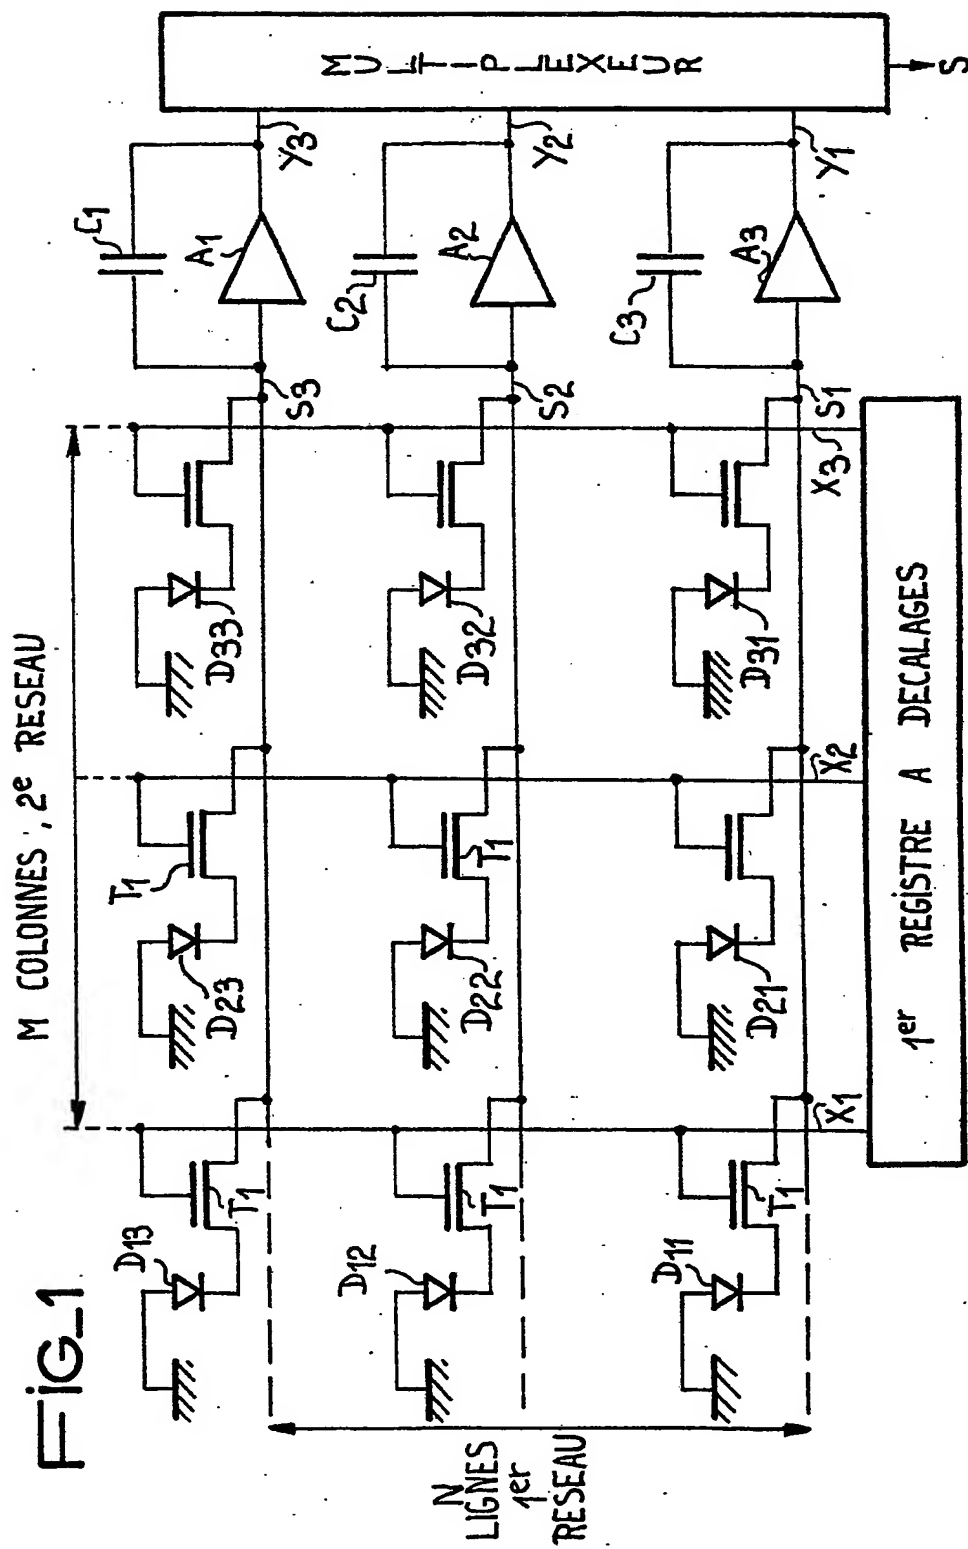 FiG_1
M COLONNES, 2e RESEAU
N
LIGNES
1er
RESEAU
D13
T1
D23
T1
D33
S3
C1
A1
Y3
D12
T1
D22
T1
D32
S2
C2
A2
Y2
D11
T1
D21
D31
S1
C3
A3
Y1
X1
X2
X3
1er REGISTRE A DECALAGES
MULTIPLEXEUR
S